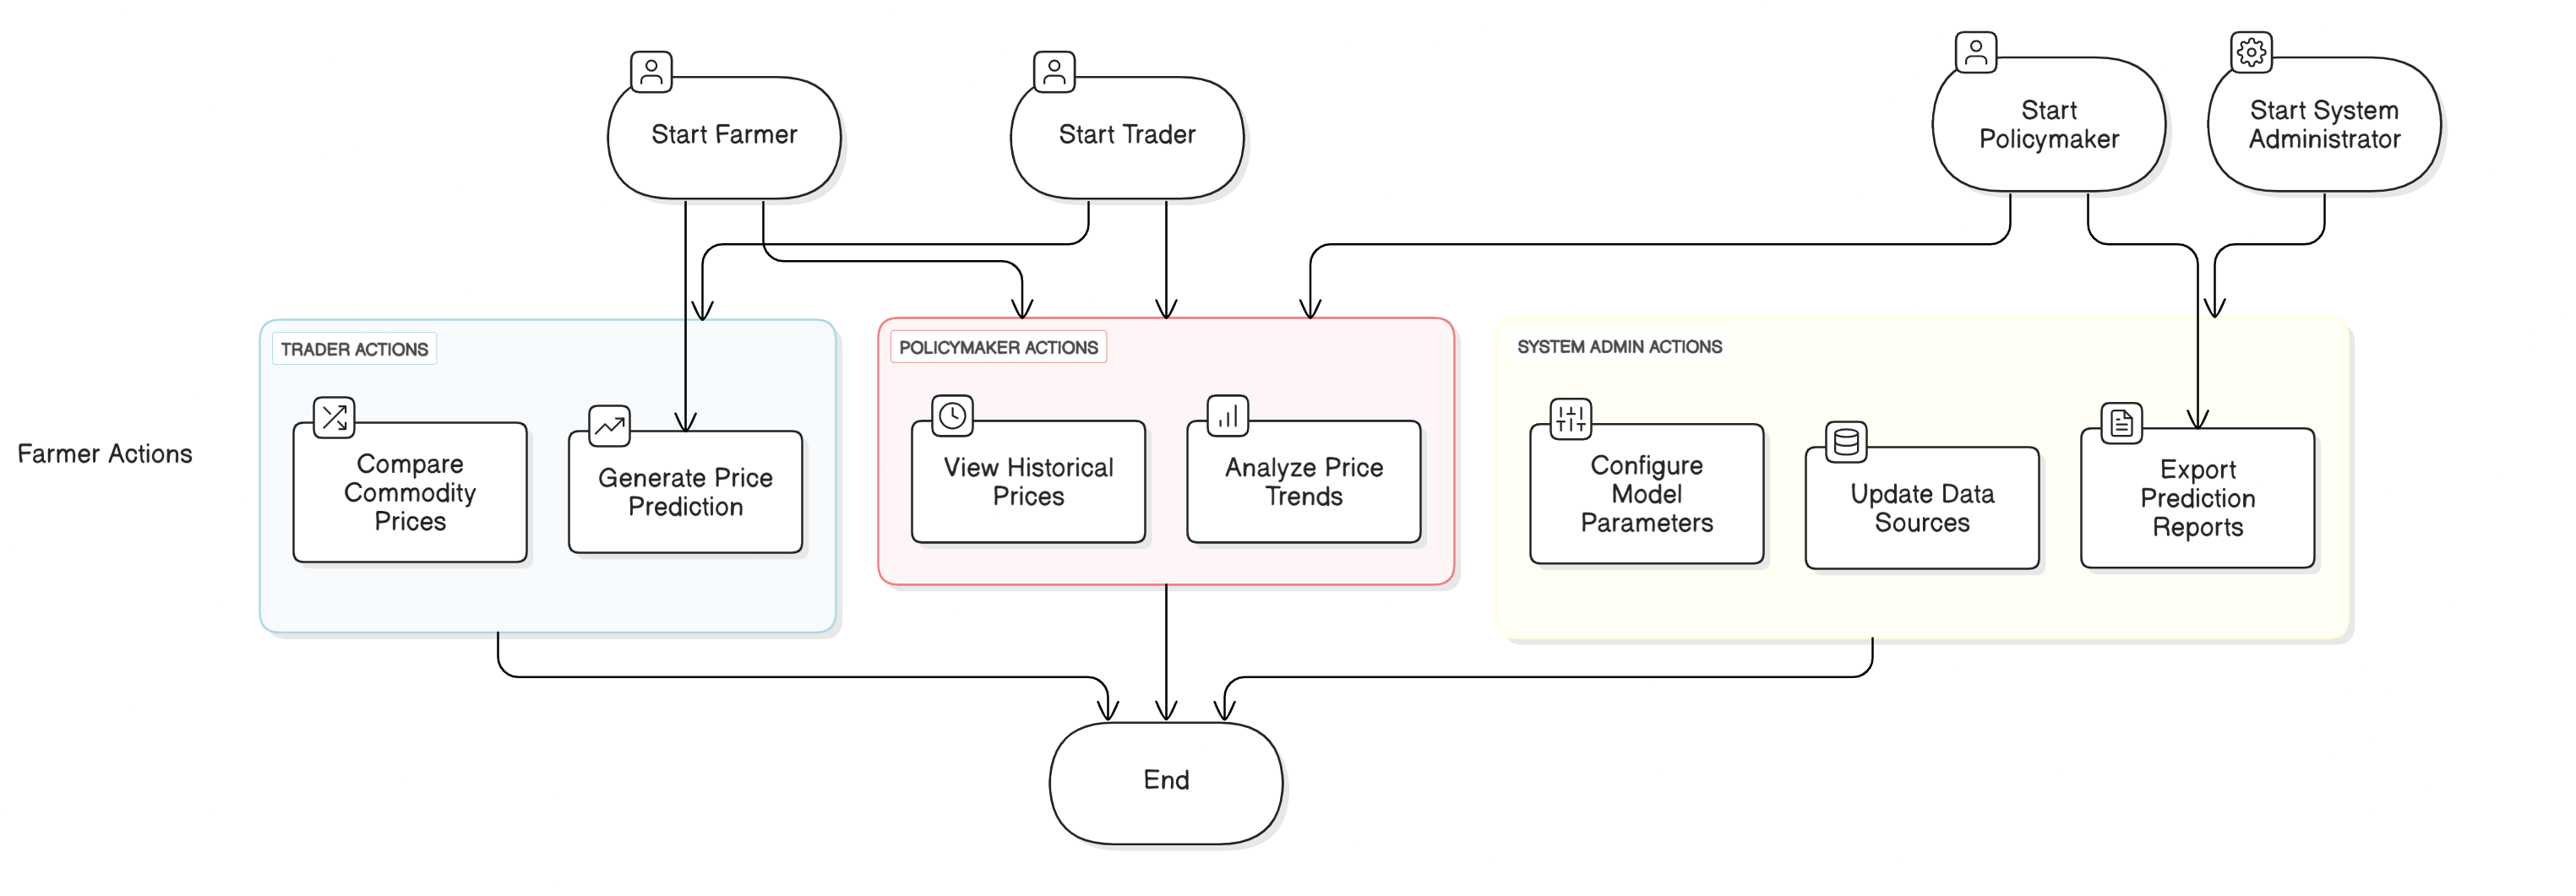 Start Farmer
Start Trader
Start
Policymaker
Start System
Administrator
TRADER ACTIONS
POLICYMAKER ACTIONS
SYSTEM ADMIN ACTIONS
Farmer Actions
Compare
Commodity
Prices
Generate Price
Prediction
View Historical
Prices
Analyze Price
Trends
Configure
Model
Parameters
Update Data
Sources
Export
Prediction
Reports
End